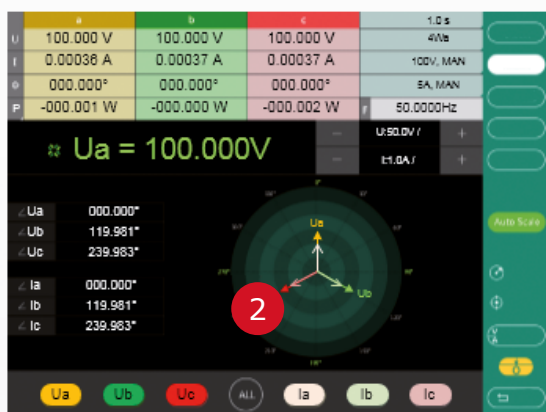 a b c 1.0 s
U 100.000 V 100.000 V 100.000 V 4Wa
I 0.00036 A 0.00037 A 0.00037 A 100V, MAN
000.000° 000.000° 000.000° 5A, MAN
P -000.001 W -000.000 W -000.002 W f 50.0000Hz
Ua = 100.000V
− U:50.0V / +
− I:1.0A / +
∠Ua 000.000°
∠Ub 119.981°
∠Uc 239.983°
∠Ia 000.000°
∠Ib 119.981°
∠Ic 239.983°
Ua
Ub
2
Auto Scale
Ua Ub Uc ALL Ia Ib Ic